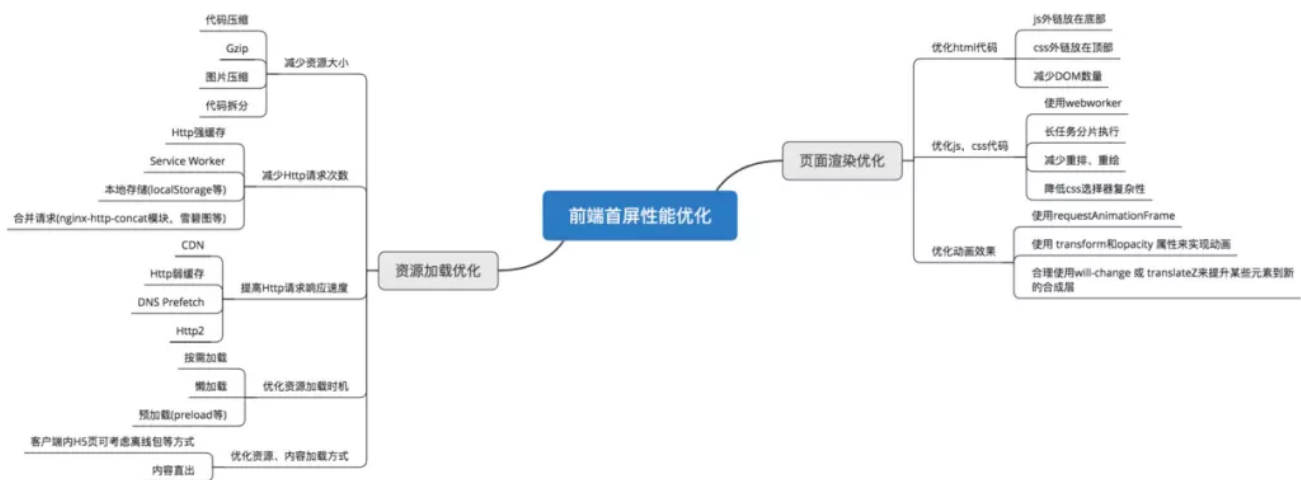 前端首屏性能优化
资源加载优化
减少资源大小
代码压缩
Gzip
图片压缩
代码拆分
减少Http请求次数
Http强缓存
Service Worker
本地存储(localStorage等)
合并请求(nginx-http-concat模块，雪碧图等)
提高Http请求响应速度
CDN
Http弱缓存
DNS Prefetch
Http2
优化资源加载时机
按需加载
懒加载
预加载(preload等)
优化资源、内容加载方式
客户端内H5页可考虑离线包等方式
内容直出
页面渲染优化
优化html代码
js外链放在底部
css外链放在顶部
减少DOM数量
优化js，css代码
使用webworker
长任务分片执行
减少重排、重绘
降低css选择器复杂性
优化动画效果
使用requestAnimationFrame
使用 transform和opacity 属性来实现动画
合理使用will-change 或 translateZ来提升某些元素到新
的合成层